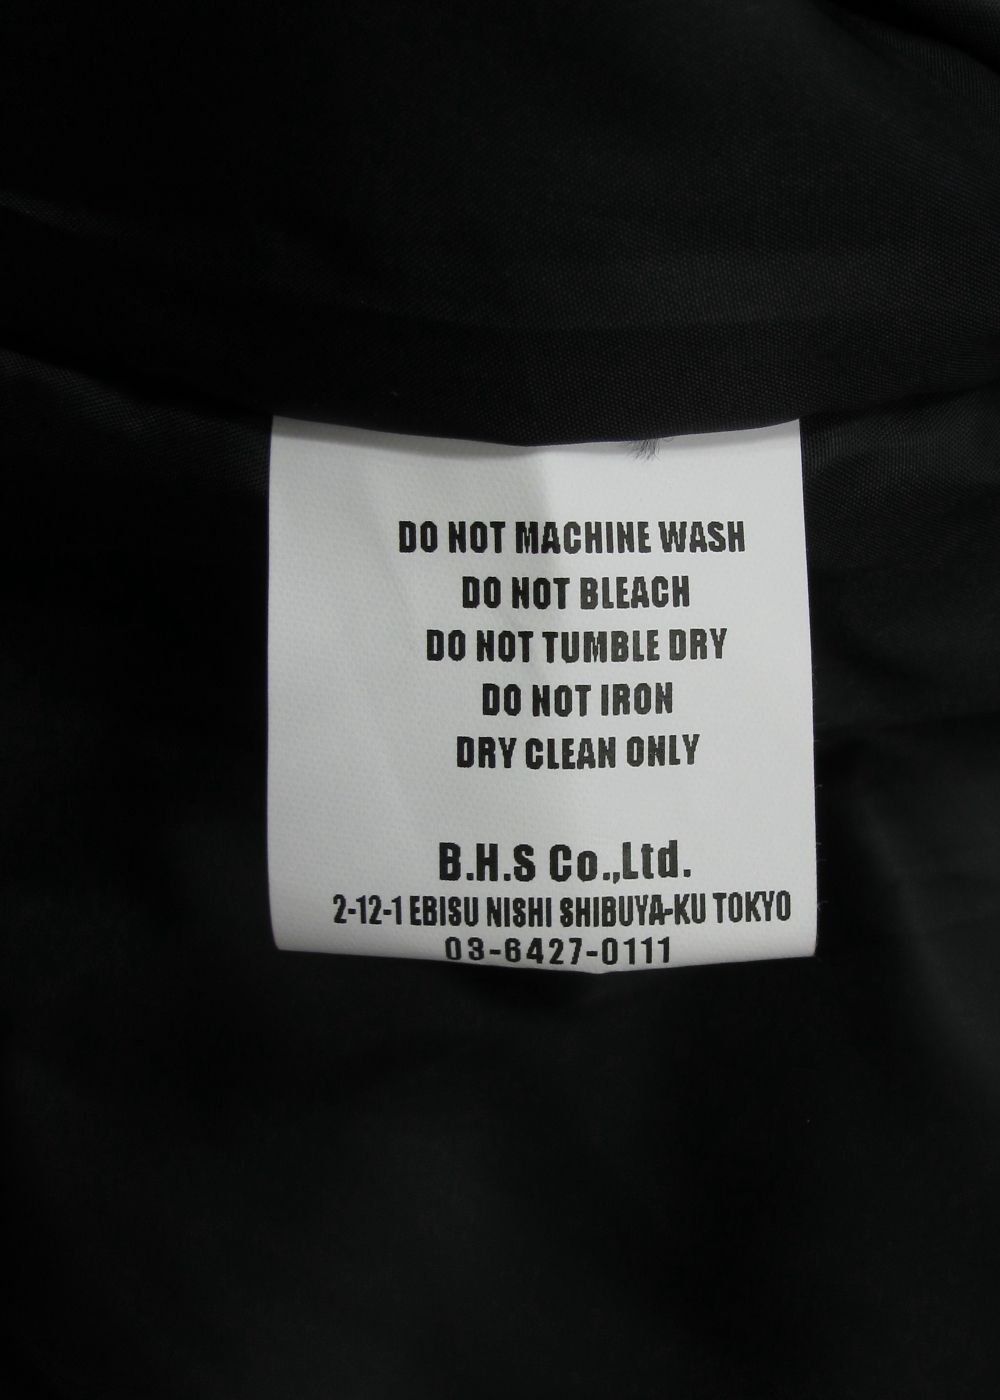 DO NOT MACHINE WASH
DO NOT BLEACH
DO NOT TUMBLE DRY
DO NOT IRON
DRY CLEAN ONLY
B.H.S Co.,Ltd.
2-12-1 EBISU NISHI SHIBUYA-KU TOKYO
03-6427-0111